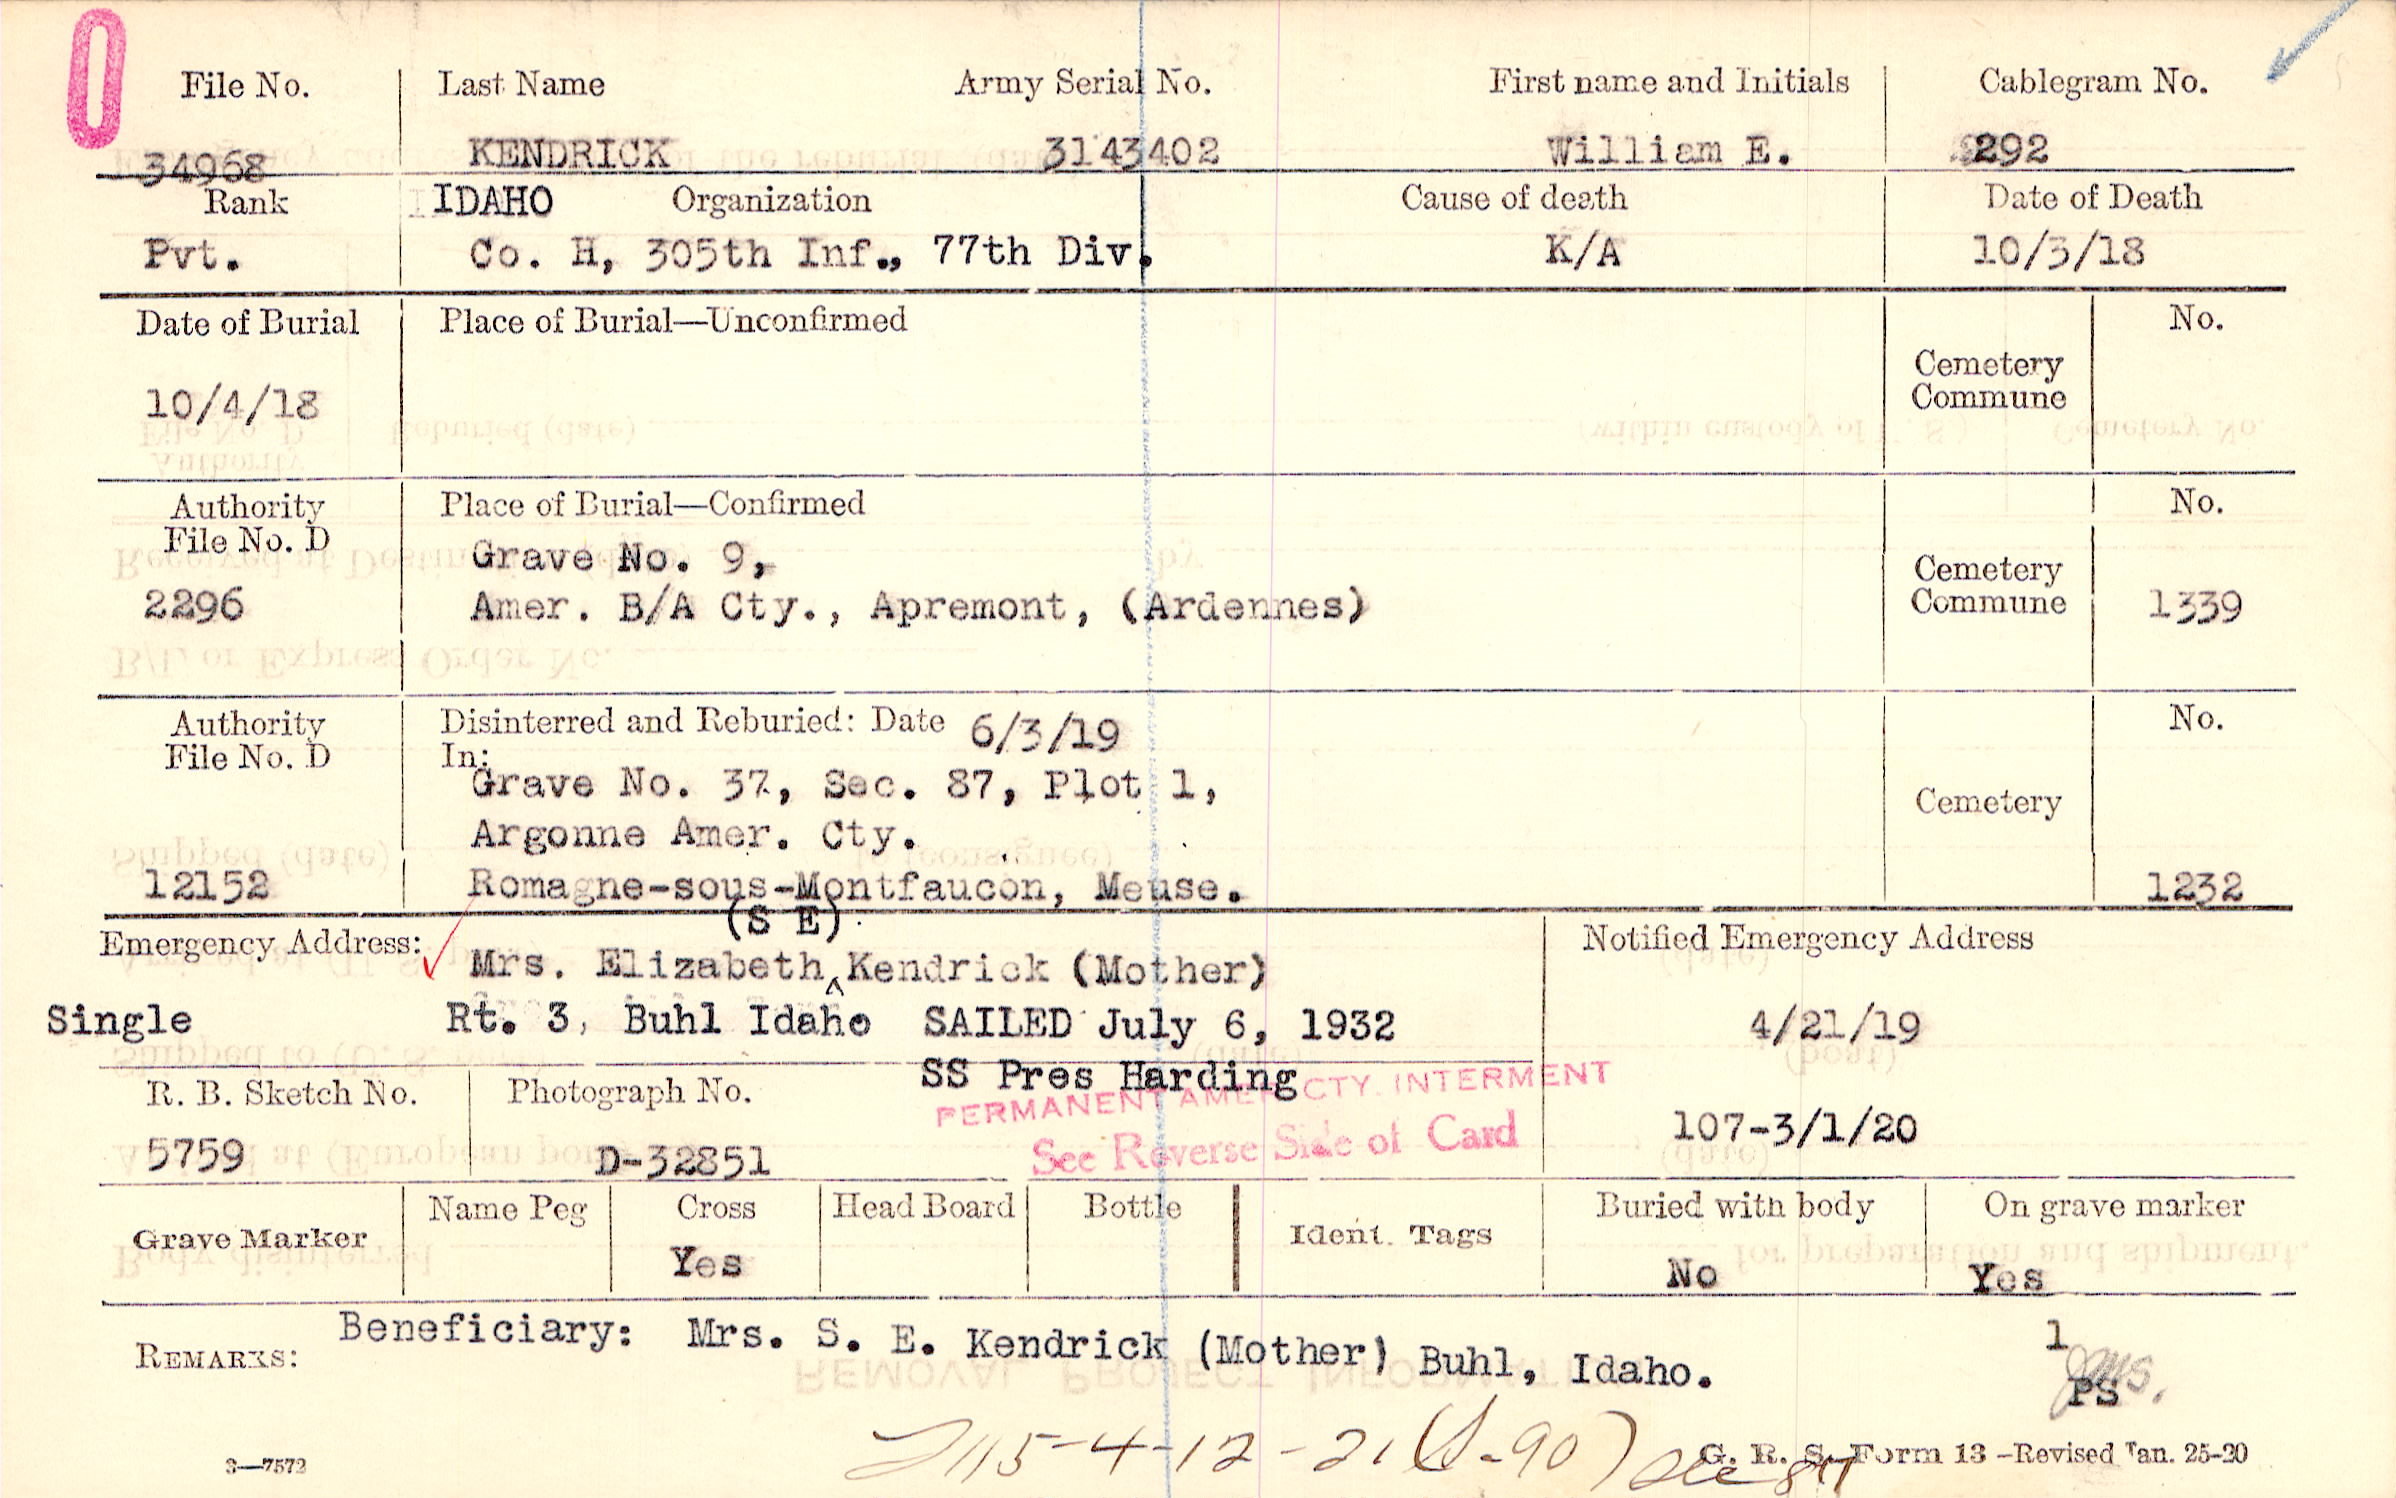 File No. Last Name Army Serial No. First name and Initials Cablegram No.
34968 KENDRICK 3143402 William E. 292
Rank IDAHO Organization Cause of death Date of Death
Pvt. Co. H, 305th Inf., 77th Div. K/A 10/3/18
Date of Burial Place of Burial—Unconfirmed No.
Cemetery
Commune
10/4/18
Authority Place of Burial—Confirmed No.
File No. D
Grave No. 9,
Cemetery
2296 Amer. B/A Cty., Apremont, (Ardennes) Commune 1339
Authority Disinterred and Reburied: Date 6/3/19 No.
File No. D In:
Grave No. 37, Sec. 87, Plot 1,
Cemetery
Argonne Amer. Cty.
12152 Romagne-sous-Montfaucon, Meuse. 1232
(S E)
Emergency Address: Mrs. Elizabeth^Kendrick (Mother) Notified Emergency Address
Single Rt. 3, Buhl Idaho SAILED July 6, 1932 4/21/19
SS Pres Harding
PERMANENT AMER. CTY. INTERMENT
R. B. Sketch No. Photograph No.
See Reverse Side of Card 107-3/1/20
5759 D-32851
Grave Marker Name Peg Cross Head Board Bottle Ident. Tags Buried with body On grave marker
Yes No Yes
REMARKS: Beneficiary: Mrs. S. E. Kendrick (Mother) Buhl, Idaho. 1
PS
115-4-12-21
3—7572 G. R. S. Form 13 -Revised Jan. 25-20